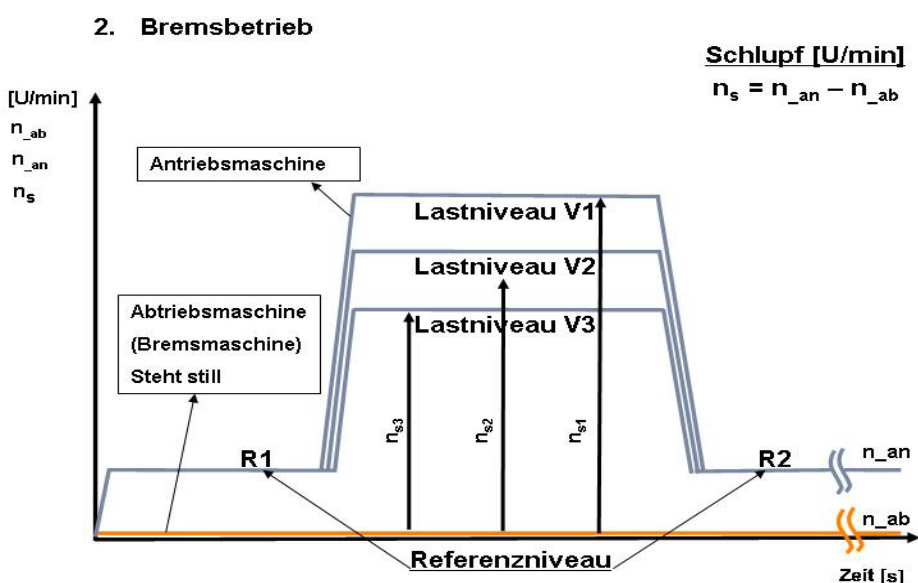 2. Bremsbetrieb
Schlupf [U/min]
n_s = n_an – n_ab
[U/min]
n_ab
n_an
n_s
Antriebsmaschine
Lastniveau V1
Lastniveau V2
Lastniveau V3
Abtriebsmaschine
(Bremsmaschine)
Steht still
n_s3
n_s2
n_s1
R1
R2
n_an
n_ab
Referenzniveau
Zeit [s]